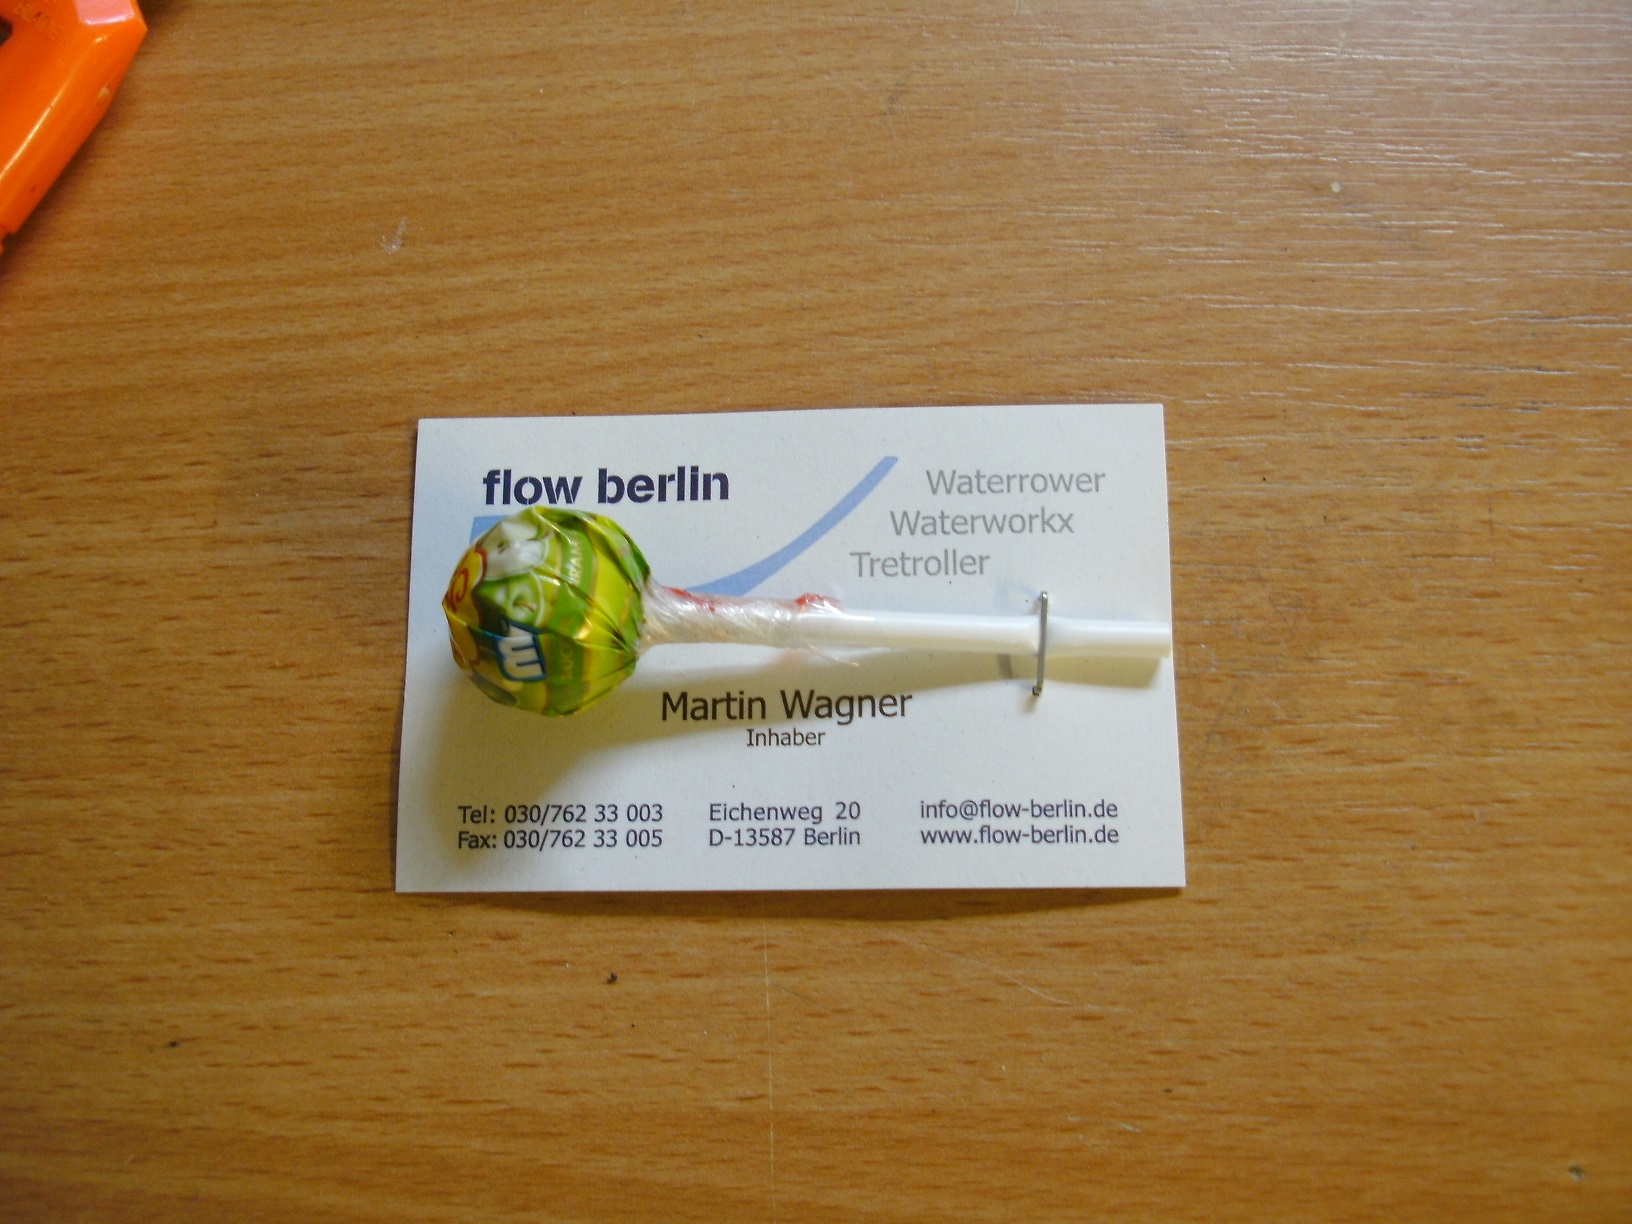 flow berlin
Waterrower
Waterworkx
Tretroller
Martin Wagner
Inhaber
Tel: 030/762 33 003
Fax: 030/762 33 005
Eichenweg 20
D-13587 Berlin
info@flow-berlin.de
www.flow-berlin.de